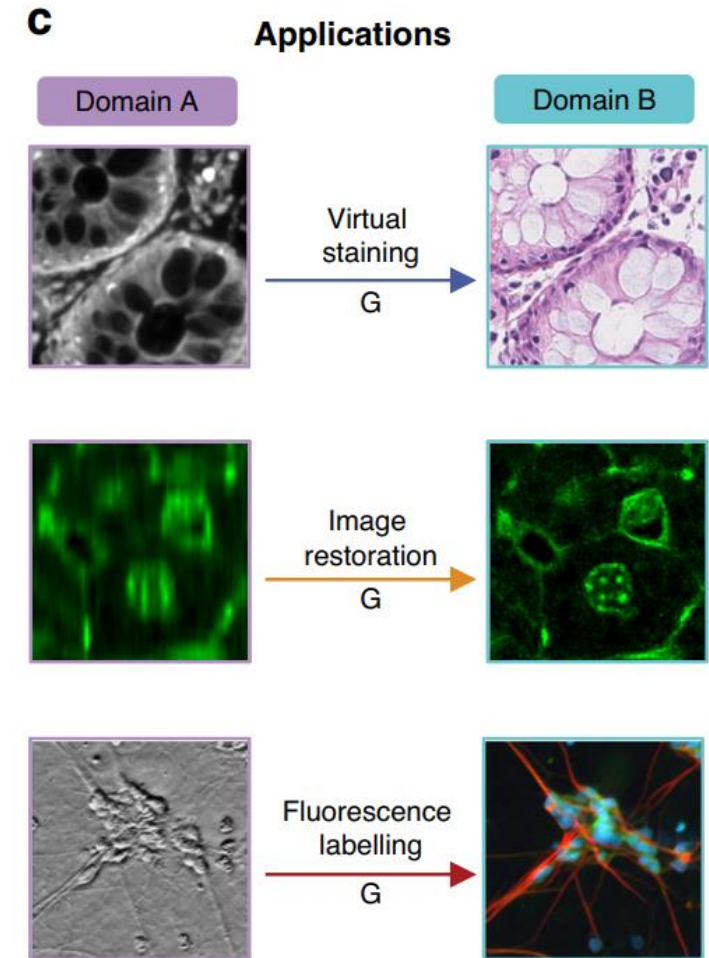 c
Applications
Domain A
Domain B
Virtual
staining
G
Image
restoration
G
Fluorescence
labelling
G